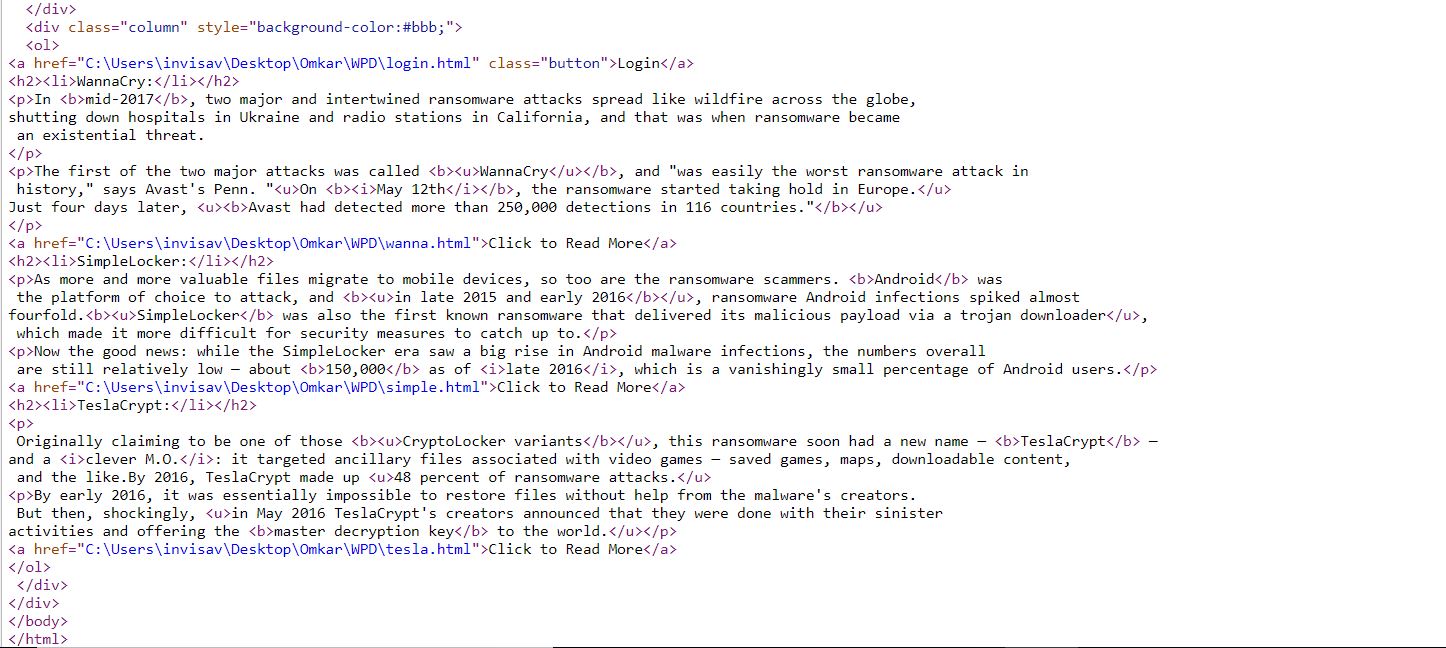 </div>
<div class="column" style="background-color:#bbb;">
<ol>
<a href="C:\Users\invisav\Desktop\Omkar\WPD\login.html" class="button">Login</a>
<h2><li>WannaCry:</li></h2>
<p>In <b>mid-2017</b>, two major and intertwined ransomware attacks spread like wildfire across the globe,
shutting down hospitals in Ukraine and radio stations in California, and that was when ransomware became
an existential threat.
</p>
<p>The first of the two major attacks was called <b><u>WannaCry</u></b>, and "was easily the worst ransomware attack in
history," says Avast's Penn. "<u>On <b><i>May 12th</i></b>, the ransomware started taking hold in Europe.</u>
Just four days later, <u><b>Avast had detected more than 250,000 detections in 116 countries."</b></u>
</p>
<a href="C:\Users\invisav\Desktop\Omkar\WPD\wanna.html">Click to Read More</a>
<h2><li>SimpleLocker:</li></h2>
<p>As more and more valuable files migrate to mobile devices, so too are the ransomware scammers. <b>Android</b> was
the platform of choice to attack, and <b><u>in late 2015 and early 2016</b></u>, ransomware Android infections spiked almost
fourfold.<b><u>SimpleLocker</b> was also the first known ransomware that delivered its malicious payload via a trojan downloader</u>,
which made it more difficult for security measures to catch up to.</p>
<p>Now the good news: while the SimpleLocker era saw a big rise in Android malware infections, the numbers overall
are still relatively low – about <b>150,000</b> as of <i>late 2016</i>, which is a vanishingly small percentage of Android users.</p>
<a href="C:\Users\invisav\Desktop\Omkar\WPD\simple.html">Click to Read More</a>
<h2><li>TeslaCrypt:</li></h2>
<p>
Originally claiming to be one of those <b><u>CryptoLocker variants</b></u>, this ransomware soon had a new name – <b>TeslaCrypt</b> –
and a <i>clever M.O.</i>: it targeted ancillary files associated with video games – saved games, maps, downloadable content,
and the like.By 2016, TeslaCrypt made up <u>48 percent of ransomware attacks.</u>
<p>By early 2016, it was essentially impossible to restore files without help from the malware's creators.
But then, shockingly, <u>in May 2016 TeslaCrypt's creators announced that they were done with their sinister
activities and offering the <b>master decryption key</b> to the world.</u></p>
<a href="C:\Users\invisav\Desktop\Omkar\WPD\tesla.html">Click to Read More</a>
</ol>
</div>
</div>
</body>
</html>